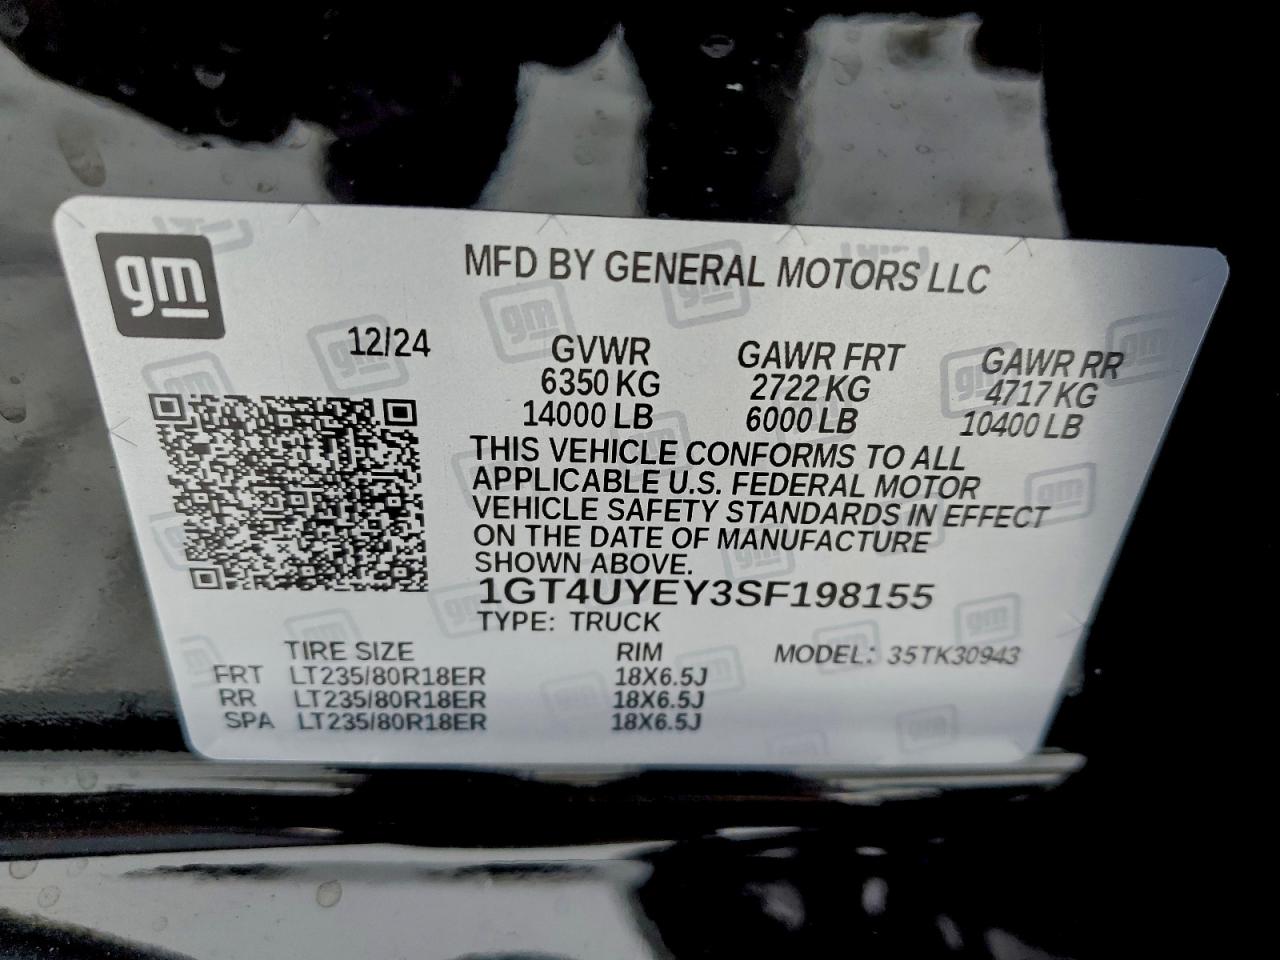 gm
MFD BY GENERAL MOTORS LLC
12/24
GVWR GAWR FRT GAWR RR
6350 KG 2722 KG 4717 KG
14000 LB 6000 LB 10400 LB
THIS VEHICLE CONFORMS TO ALL
APPLICABLE U.S. FEDERAL MOTOR
VEHICLE SAFETY STANDARDS IN EFFECT
ON THE DATE OF MANUFACTURE
SHOWN ABOVE.
1GT4UYEY3SF198155
TYPE: TRUCK
TIRE SIZE RIM MODEL: 35TK30943
FRT LT235/80R18ER 18X6.5J
RR LT235/80R18ER 18X6.5J
SPA LT235/80R18ER 18X6.5J